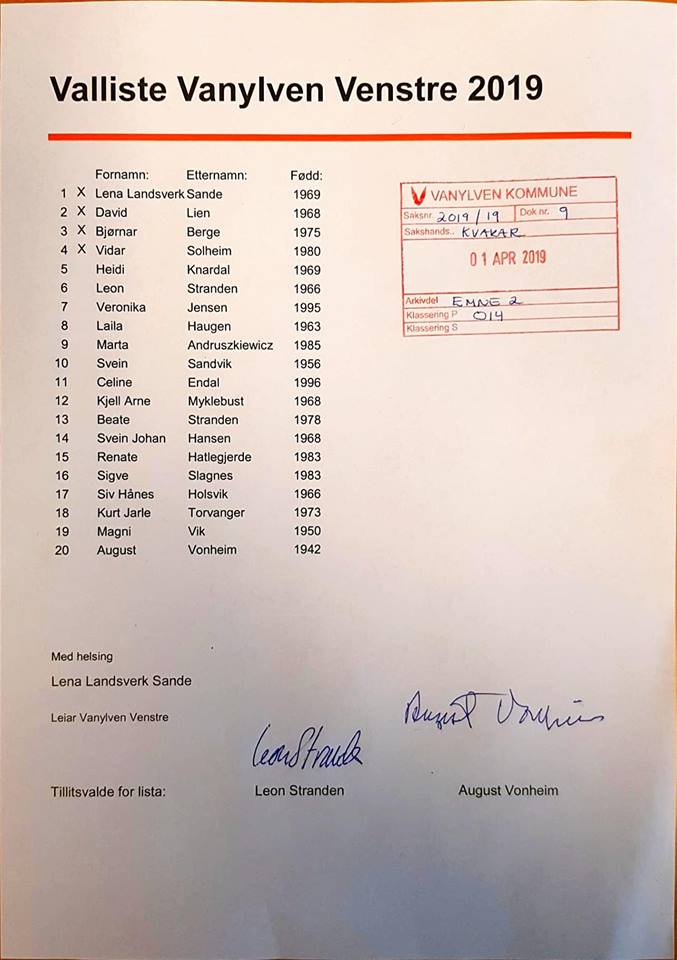 Valliste Vanylven Venstre 2019
Fornamn: Etternamn: Fødd:
1 X Lena Landsverk Sande 1969
2 X David Lien 1968
3 X Bjørnar Berge 1975
4 X Vidar Solheim 1980
5 Heidi Knardal 1969
6 Leon Stranden 1966
7 Veronika Jensen 1995
8 Laila Haugen 1963
9 Marta Andruszkiewicz 1985
10 Svein Sandvik 1956
11 Celine Endal 1996
12 Kjell Arne Myklebust 1968
13 Beate Stranden 1978
14 Svein Johan Hansen 1968
15 Renate Hatlegjerde 1983
16 Sigve Slagnes 1983
17 Siv Hånes Holsvik 1966
18 Kurt Jarle Torvanger 1973
19 Magni Vik 1950
20 August Vonheim 1942
VANYLVEN KOMMUNE
Saksnr. 2019/19 Dok nr. 9
Sakshands.. KVAKAR
01 APR 2019
Arkivdel EMNE 2
Klassering P 014
Klassering S
Med helsing
Lena Landsverk Sande
Leiar Vanylven Venstre
Leon Stranden August Vonheim
Tillitsvalde for lista: Leon Stranden August Vonheim